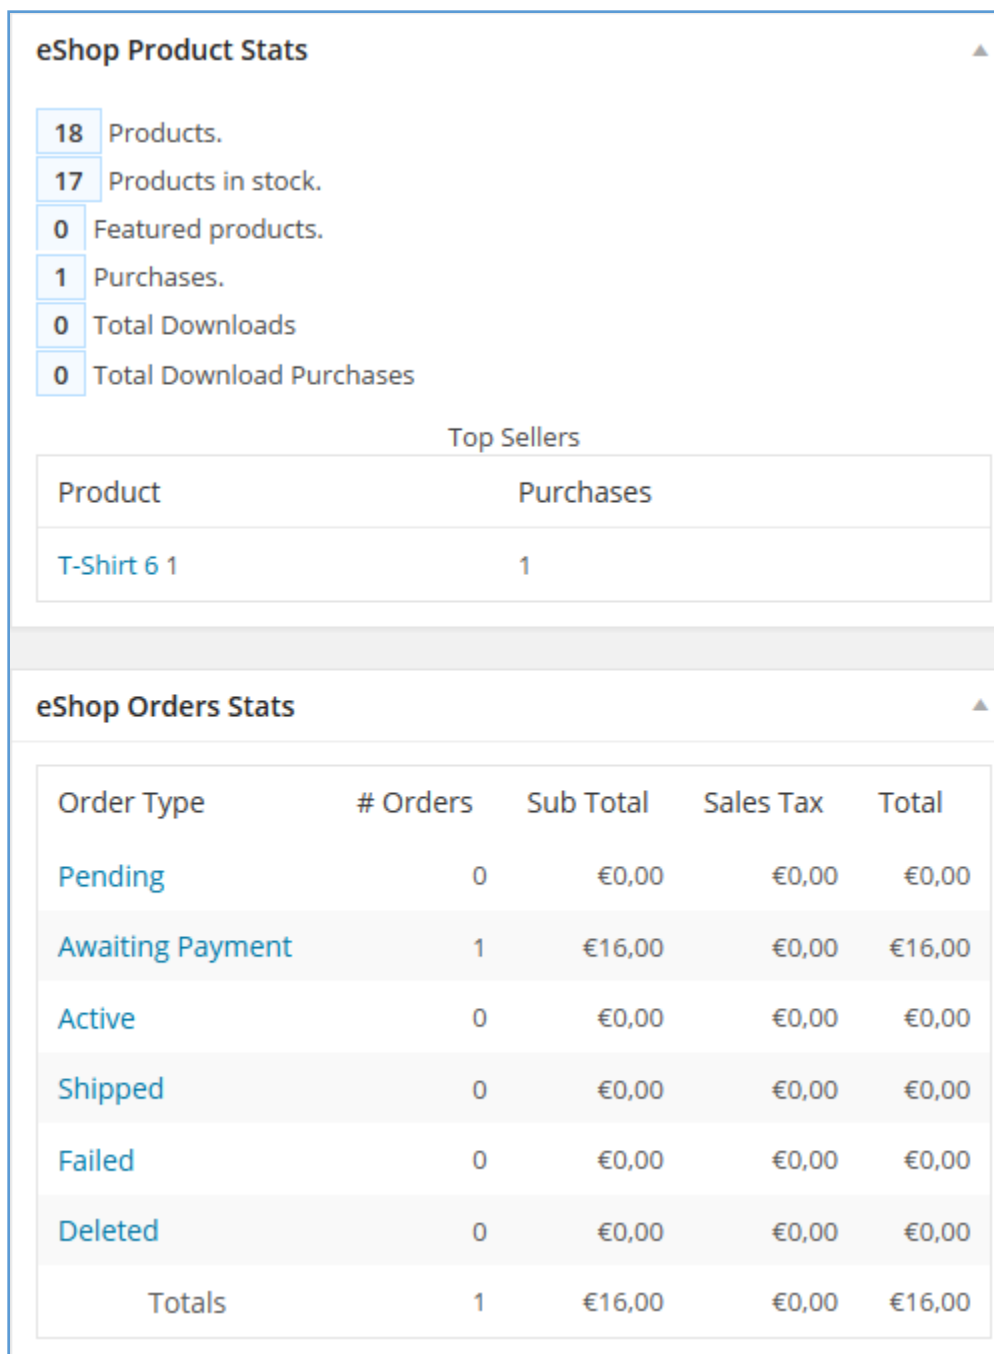 eShop Product Stats
18 Products.
17 Products in stock.
0 Featured products.
1 Purchases.
0 Total Downloads
0 Total Download Purchases
Top Sellers
Product Purchases
T-Shirt 6 1 1
eShop Orders Stats
Order Type # Orders Sub Total Sales Tax Total
Pending 0 €0,00 €0,00 €0,00
Awaiting Payment 1 €16,00 €0,00 €16,00
Active 0 €0,00 €0,00 €0,00
Shipped 0 €0,00 €0,00 €0,00
Failed 0 €0,00 €0,00 €0,00
Deleted 0 €0,00 €0,00 €0,00
Totals 1 €16,00 €0,00 €16,00